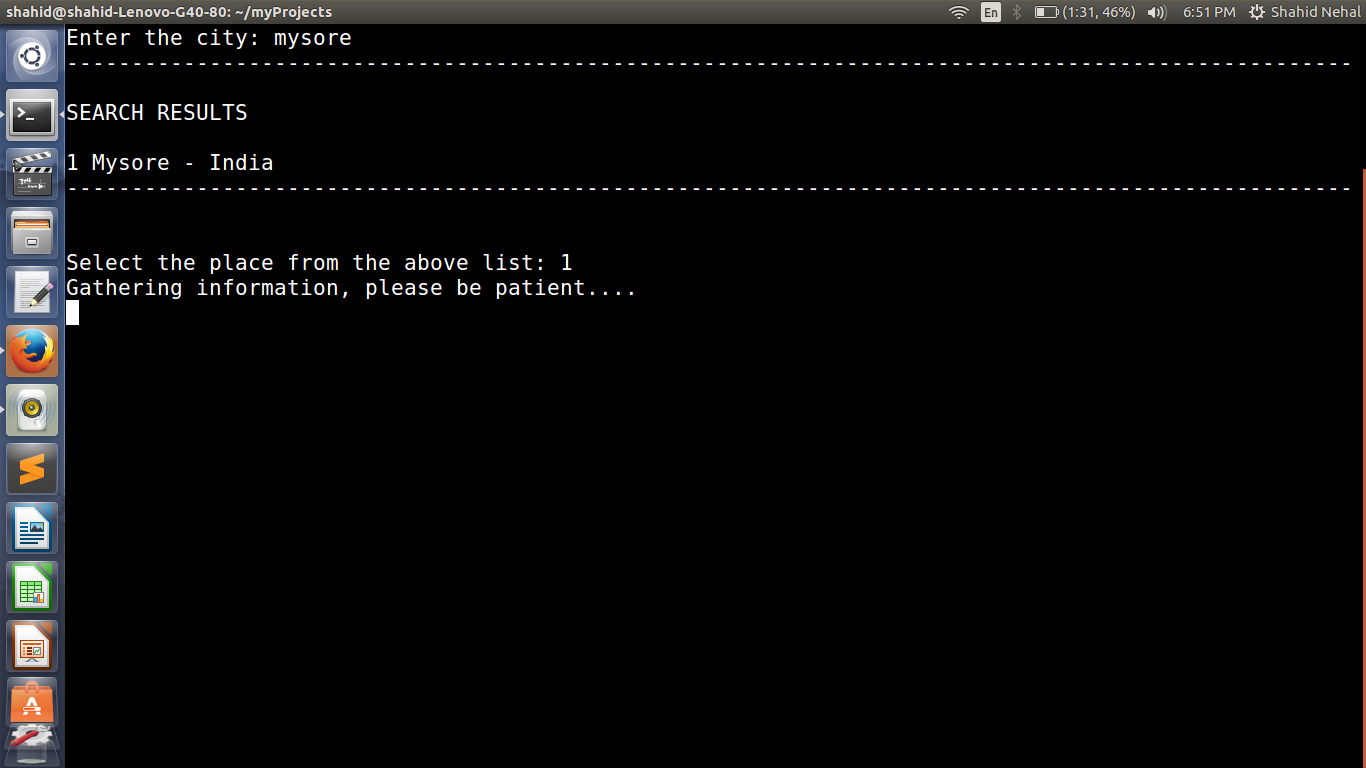 shahid@shahid-Lenovo-G40-80: ~/myProjects
En
(1:31, 46%)
6:51 PM
Shahid Nehal
Enter the city: mysore
---------------------------------------------------------------------------------------------------
SEARCH RESULTS
1 Mysore - India
---------------------------------------------------------------------------------------------------
Select the place from the above list: 1
Gathering information, please be patient....